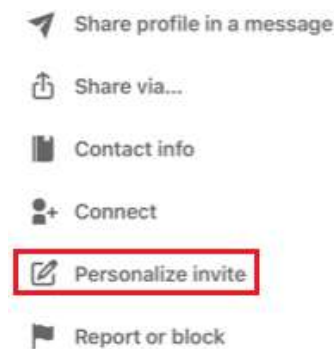 Share profile in a message
Share via...
Contact info
Connect
Personalize invite
Report or block